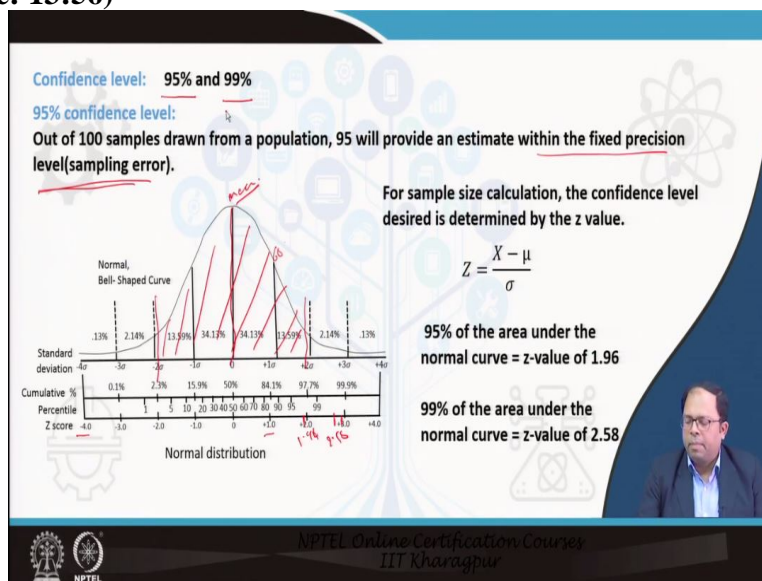 c. 15:56)
Confidence level: 95% and 99%
95% confidence level:
Out of 100 samples drawn from a population, 95 will provide an estimate within the fixed precision
level(sampling error).
mean
For sample size calculation, the confidence level
desired is determined by the z value.
Z = (X − μ) / σ
Normal,
Bell- Shaped Curve
68
.13% 2.14% 13.59% 34.13% 34.13% 13.59% 2.14% .13%
Standard
deviation
-4σ -3σ -2σ -1σ 0 +1σ +2σ +3σ +4σ
Cumulative % 0.1% 2.3% 15.9% 50% 84.1% 97.7% 99.9%
Percentile 1 5 10 20 30 40 50 60 70 80 90 95 99
Z score -4.0 -3.0 -2.0 -1.0 0 +1.0 +2.0 +3.0 +4.0
1.96 2.58
Normal distribution
95% of the area under the
normal curve = z-value of 1.96
99% of the area under the
normal curve = z-value of 2.58
NPTEL
NPTEL Online Certification Courses
IIT Kharagpur